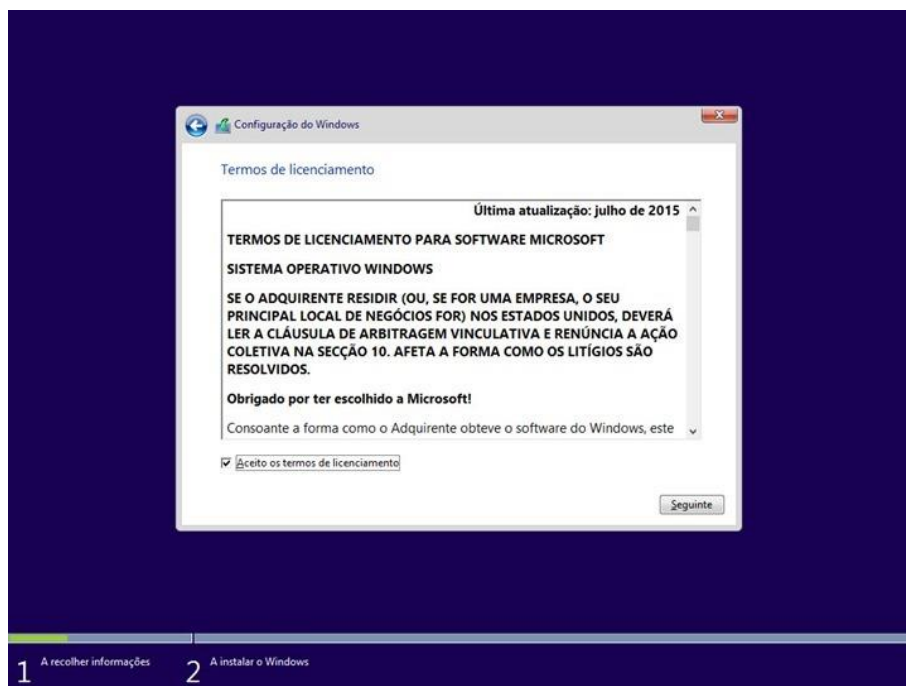 Configuração do Windows
Termos de licenciamento
Última atualização: julho de 2015
TERMOS DE LICENCIAMENTO PARA SOFTWARE MICROSOFT
SISTEMA OPERATIVO WINDOWS
SE O ADQUIRENTE RESIDIR (OU, SE FOR UMA EMPRESA, O SEU
PRINCIPAL LOCAL DE NEGÓCIOS FOR) NOS ESTADOS UNIDOS, DEVERÁ
LER A CLÁUSULA DE ARBITRAGEM VINCULATIVA E RENÚNCIA A AÇÃO
COLETIVA NA SECÇÃO 10. AFETA A FORMA COMO OS LITÍGIOS SÃO
RESOLVIDOS.
Obrigado por ter escolhido a Microsoft!
Consoante a forma como o Adquirente obteve o software do Windows, este
Aceito os termos de licenciamento
Seguinte
1 A recolher informações
2 A instalar o Windows